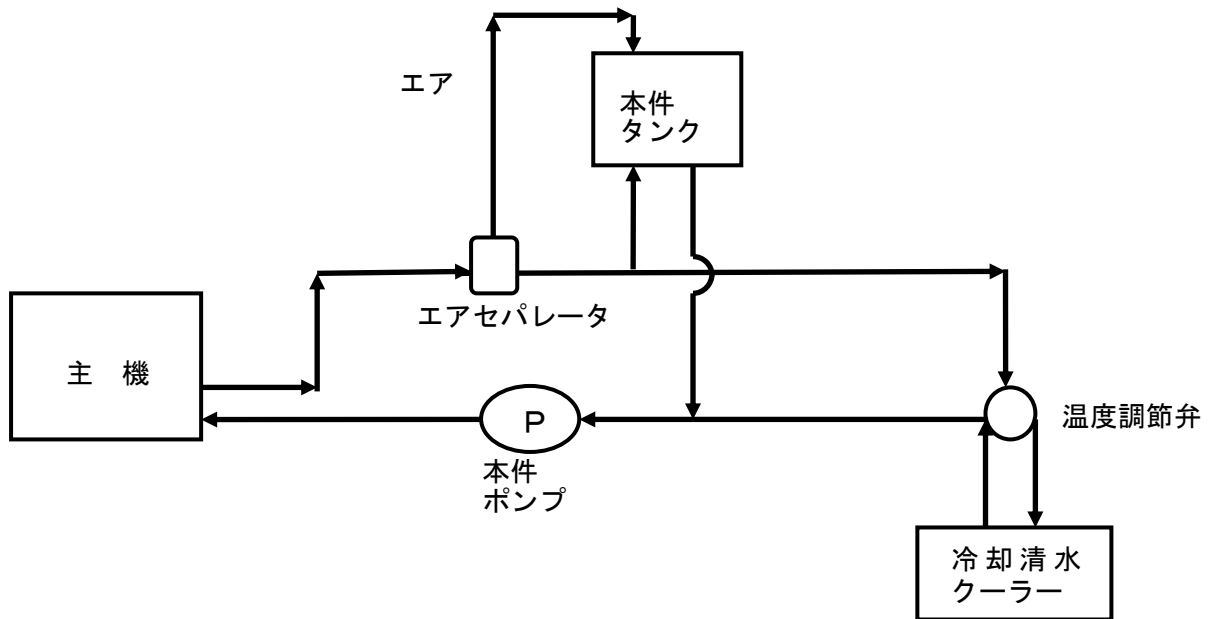 エア
本件
タンク
エアセパレータ
主 機
P
本件
ポンプ
温度調節弁
冷却清水
クーラー